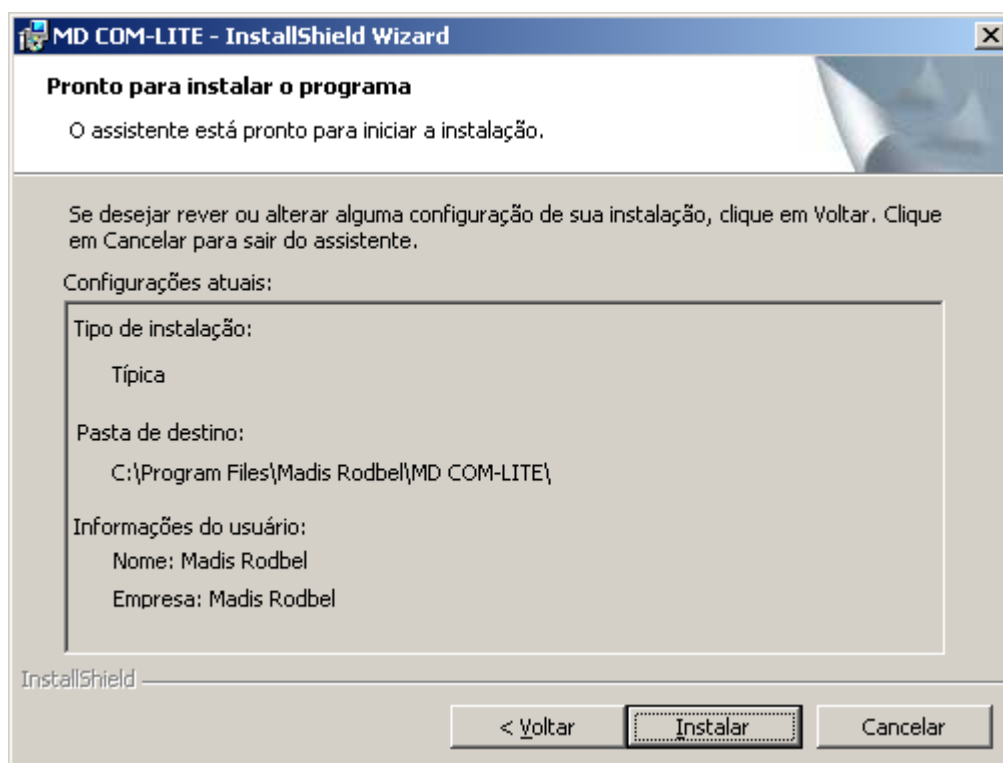 MD COM-LITE - InstallShield Wizard
Pronto para instalar o programa
O assistente está pronto para iniciar a instalação.
Se desejar rever ou alterar alguma configuração de sua instalação, clique em Voltar. Clique
em Cancelar para sair do assistente.
Configurações atuais:
Tipo de instalação:
Típica
Pasta de destino:
C:\Program Files\Madis Rodbel\MD COM-LITE\
Informações do usuário:
Nome: Madis Rodbel
Empresa: Madis Rodbel
InstallShield
< Voltar
Instalar
Cancelar